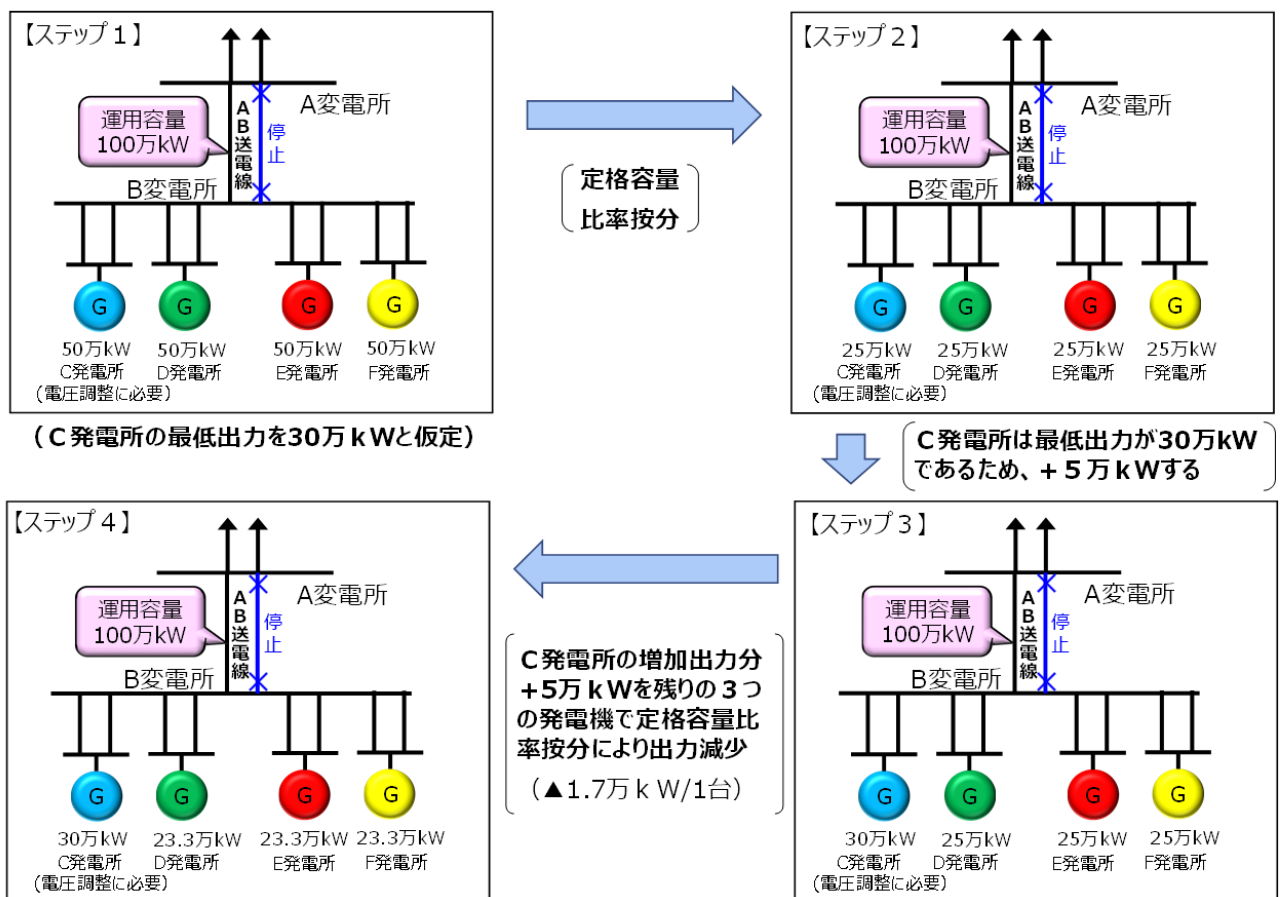 【ステップ１】
A変電所
運用容量
100万kW
AB送電線
停止
B変電所
G
G
G
G
50万kW 50万kW 50万kW 50万kW
C発電所 D発電所 E発電所 F発電所
(電圧調整に必要)
（Ｃ発電所の最低出力を30万ｋWと仮定）
定格容量
比率按分
【ステップ２】
A変電所
運用容量
100万kW
AB送電線
停止
B変電所
G
G
G
G
25万kW 25万kW 25万kW 25万kW
C発電所 D発電所 E発電所 F発電所
(電圧調整に必要)
Ｃ発電所は最低出力が30万kW
であるため、＋５万ｋWする
【ステップ３】
A変電所
運用容量
100万kW
AB送電線
停止
B変電所
G
G
G
G
30万kW 25万kW 25万kW 25万kW
C発電所 D発電所 E発電所 F発電所
(電圧調整に必要)
Ｃ発電所の増加出力分
＋5万ｋWを残りの３つ
の発電機で定格容量比
率按分により出力減少
（▲1.7万ｋW/1台）
【ステップ４】
A変電所
運用容量
100万kW
AB送電線
停止
B変電所
G
G
G
G
30万kW 23.3万kW 23.3万kW 23.3万kW
C発電所 D発電所 E発電所 F発電所
(電圧調整に必要)